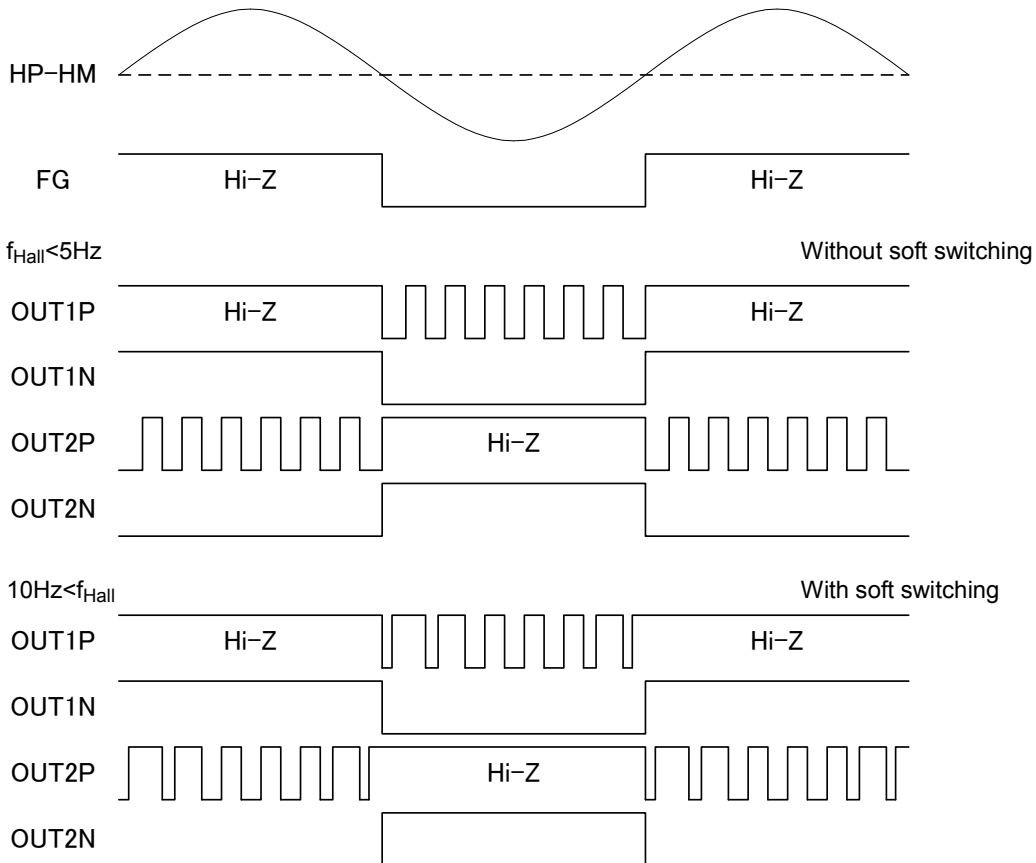 HP-HM
FG Hi-Z Hi-Z
fHall<5Hz Without soft switching
OUT1P Hi-Z Hi-Z
OUT1N
OUT2P Hi-Z
OUT2N
10Hz<fHall With soft switching
OUT1P Hi-Z Hi-Z
OUT1N
OUT2P Hi-Z
OUT2N